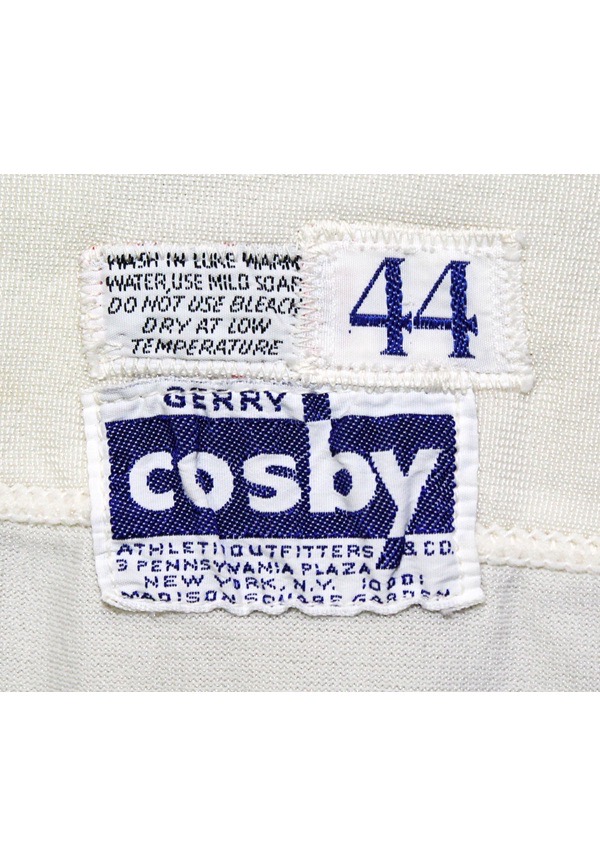 WASH IN LUKE WARM
WATER, USE MILD SOAP
DO NOT USE BLEACH
DRY AT LOW
TEMPERATURE
44
GERRY
cosby
ATHLETIC OUTFITTERS & CO.
3 PENNSYLVANIA PLAZA
NEW YORK, N.Y. 10001
MADISON SQUARE GARDEN